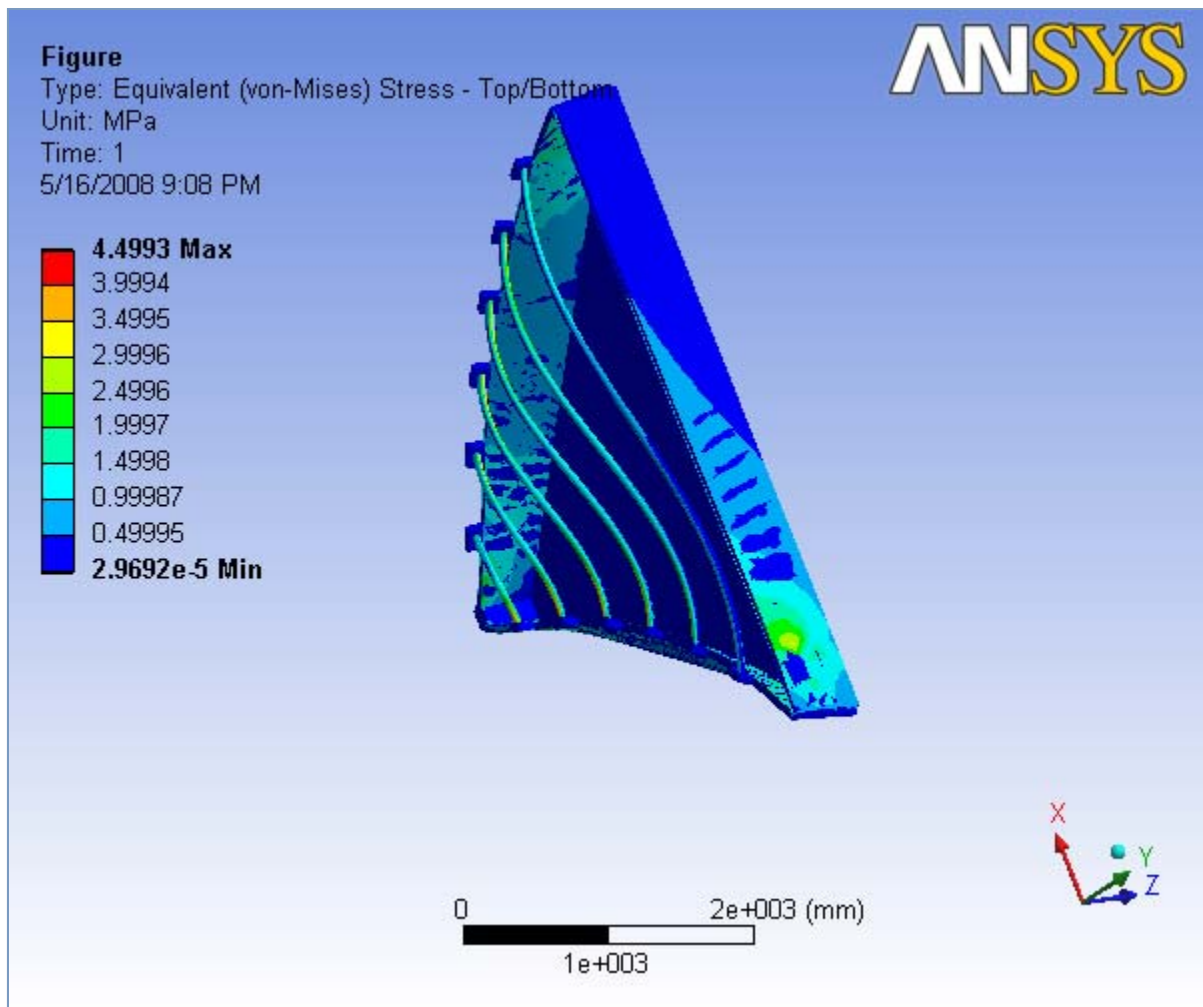 Figure
Type: Equivalent (von-Mises) Stress - Top/Bottom
Unit: MPa
Time: 1
5/16/2008 9:08 PM
ANSYS
4.4993 Max
3.9994
3.4995
2.9996
2.4996
1.9997
1.4998
0.99987
0.49995
2.9692e-5 Min
X
Y
Z
0 2e+003 (mm)
1e+003